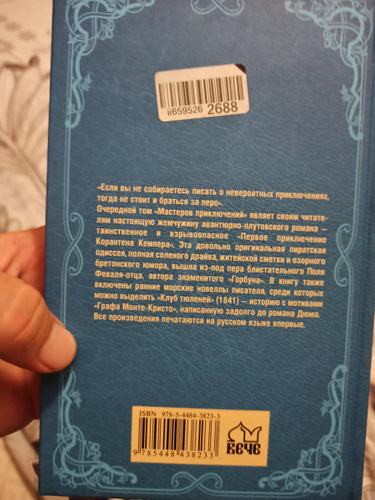 #659526 2688
«Если вы не собираетесь писать о невероятных приключениях,
тогда не стоит и браться за перо».
Очередной том «Мастеров приключений» являет своим читате-
лям настоящую жемчужину авантюрно-плутовского романа –
таинственное и взрывоопасное «Первое приключение
Корантена Кемпера». Эта довольно оригинальная пиратская
одиссея, полная соленого драйва, житейской сметки и озорного
бретонского юмора, вышла из-под пера блистательного Поля
Феваля-отца, автора знаменитого «Горбуна». В книгу также
включены ранние морские новеллы писателя, среди которых
можно выделить «Клуб тюленей» (1841) – историю с мотивами
«Графа Монте-Кристо», написанную задолго до романа Дюма.
Все произведения печатаются на русском языке впервые.
ISBN 978-5-4484-3823-3
9785448438233
ВЕЧЕ